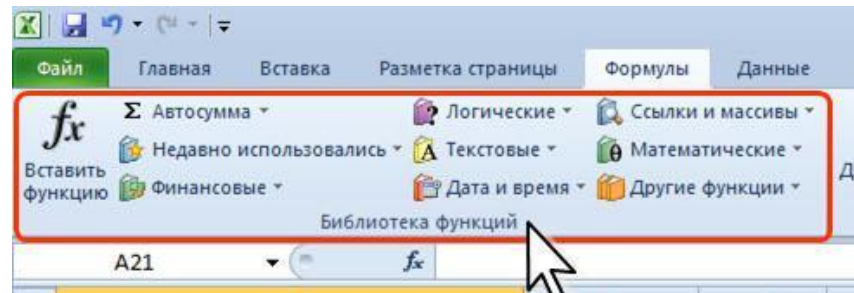 Файл Главная Вставка Разметка страницы Формулы Данные
fx Σ Автосумма Логические Ссылки и массивы
Вставить функцию Недавно использовались Текстовые Математические
Финансовые Дата и время Другие функции
Библиотека функций
A21 fx